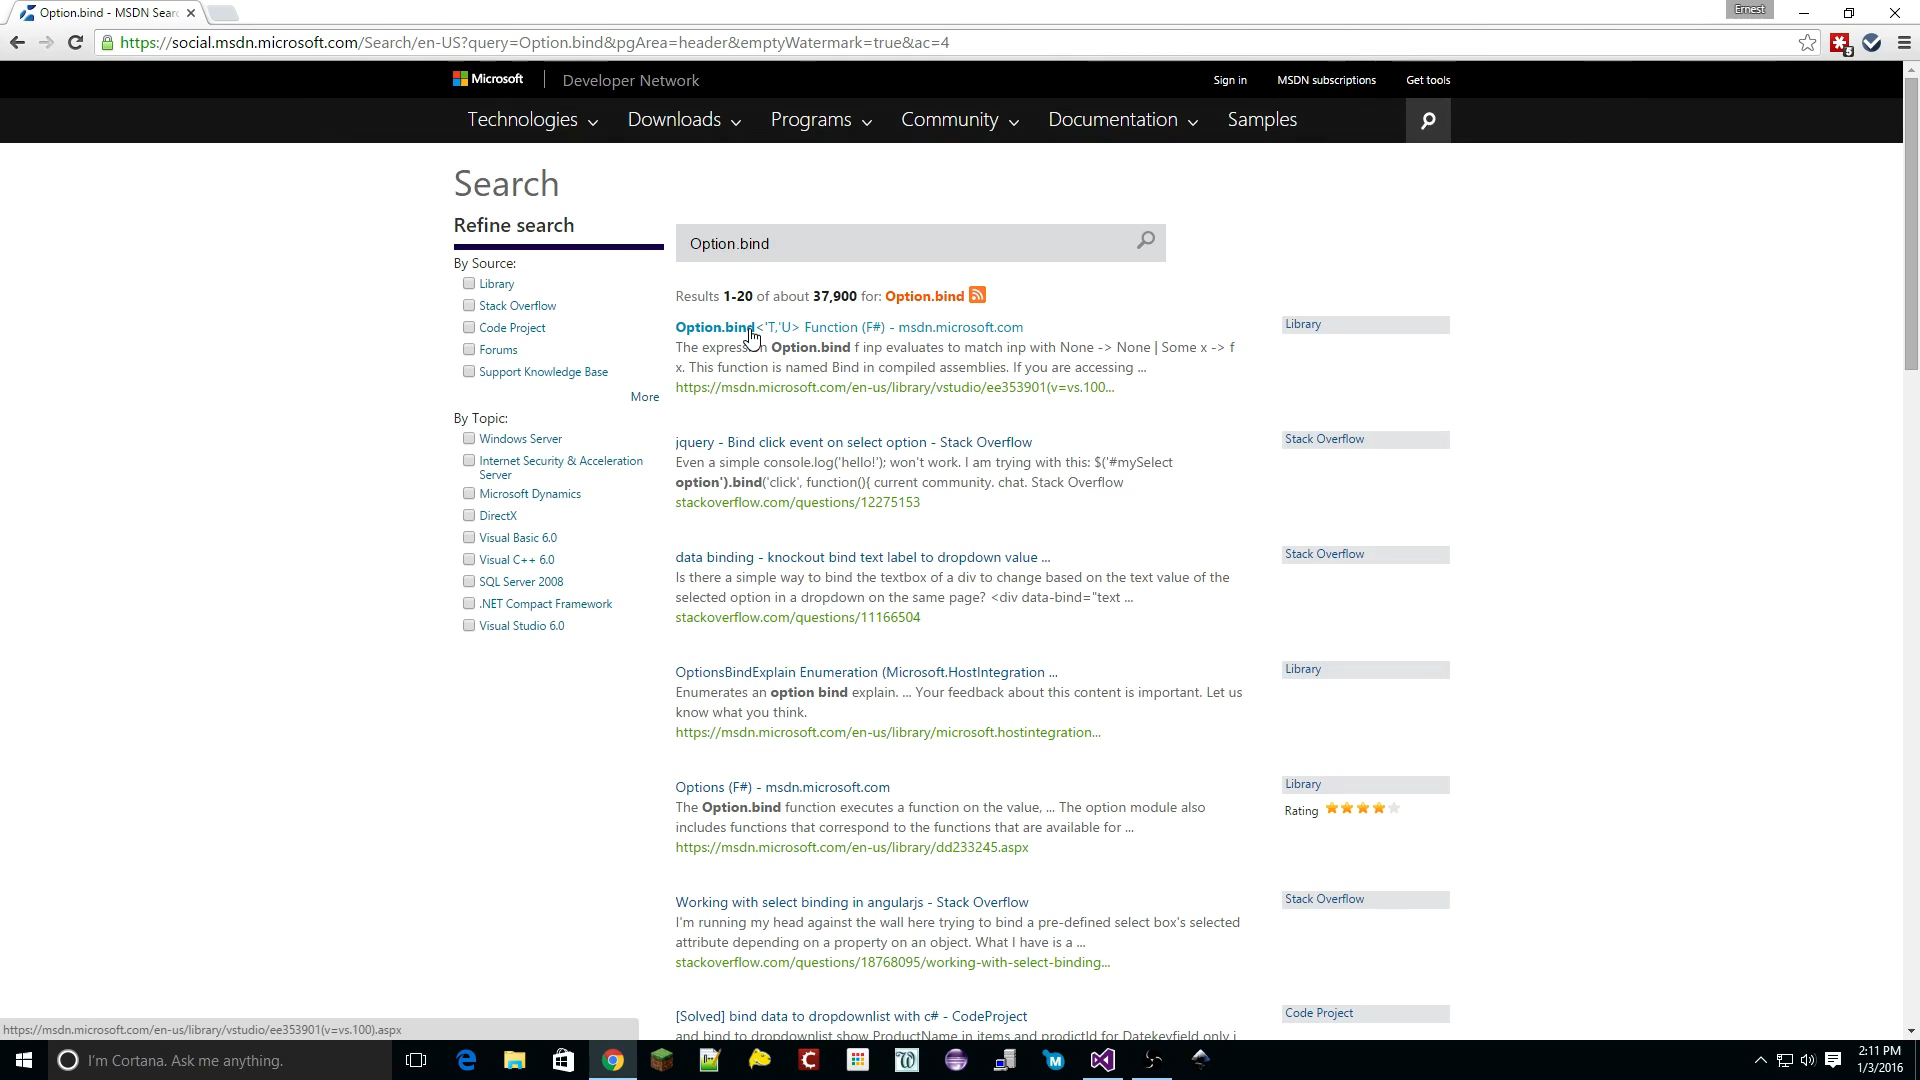 Option.bind - MSDN Sear
Ernest
https://social.msdn.microsoft.com/Search/en-US?query=Option.bind&pgArea=header&emptyWatermark=true&ac=4
5
Microsoft
Developer Network
Sign in
MSDN subscriptions
Get tools
Technologies
Downloads
Programs
Community
Documentation
Samples
Search
Refine search
By Source:
Library
Stack Overflow
Code Project
Forums
Support Knowledge Base
More
By Topic:
Windows Server
Internet Security & Acceleration
Server
Microsoft Dynamics
DirectX
Visual Basic 6.0
Visual C++ 6.0
SQL Server 2008
.NET Compact Framework
Visual Studio 6.0
Option.bind
Results 1-20 of about 37,900 for: Option.bind
Option.bind<'T,'U> Function (F#) - msdn.microsoft.com
Library
The expression Option.bind f inp evaluates to match inp with None -> None | Some x -> f
x. This function is named Bind in compiled assemblies. If you are accessing ...
https://msdn.microsoft.com/en-us/library/vstudio/ee353901(v=vs.100...
jquery - Bind click event on select option - Stack Overflow
Stack Overflow
Even a simple console.log('hello!'); won't work. I am trying with this: $('#mySelect
option').bind('click', function(){ current community. chat. Stack Overflow
stackoverflow.com/questions/12275153
data binding - knockout bind text label to dropdown value ...
Stack Overflow
Is there a simple way to bind the textbox of a div to change based on the text value of the
selected option in a dropdown on the same page? <div data-bind="text ...
stackoverflow.com/questions/11166504
OptionsBindExplain Enumeration (Microsoft.HostIntegration ...
Library
Enumerates an option bind explain. ... Your feedback about this content is important. Let us
know what you think.
https://msdn.microsoft.com/en-us/library/microsoft.hostintegration...
Options (F#) - msdn.microsoft.com
Library
The Option.bind function executes a function on the value, ... The option module also
Rating
includes functions that correspond to the functions that are available for ...
https://msdn.microsoft.com/en-us/library/dd233245.aspx
Working with select binding in angularjs - Stack Overflow
Stack Overflow
I'm running my head against the wall here trying to bind a pre-defined select box's selected
attribute depending on a property on an object. What I have is a ...
stackoverflow.com/questions/18768095/working-with-select-binding...
[Solved] bind data to dropdownlist with c# - CodeProject
Code Project
and bind to dropdownlist show ProductName in items and prodictId for Datekeyfield only i
https://msdn.microsoft.com/en-us/library/vstudio/ee353901(v=vs.100).aspx
I'm Cortana. Ask me anything.
2:11 PM
1/3/2016